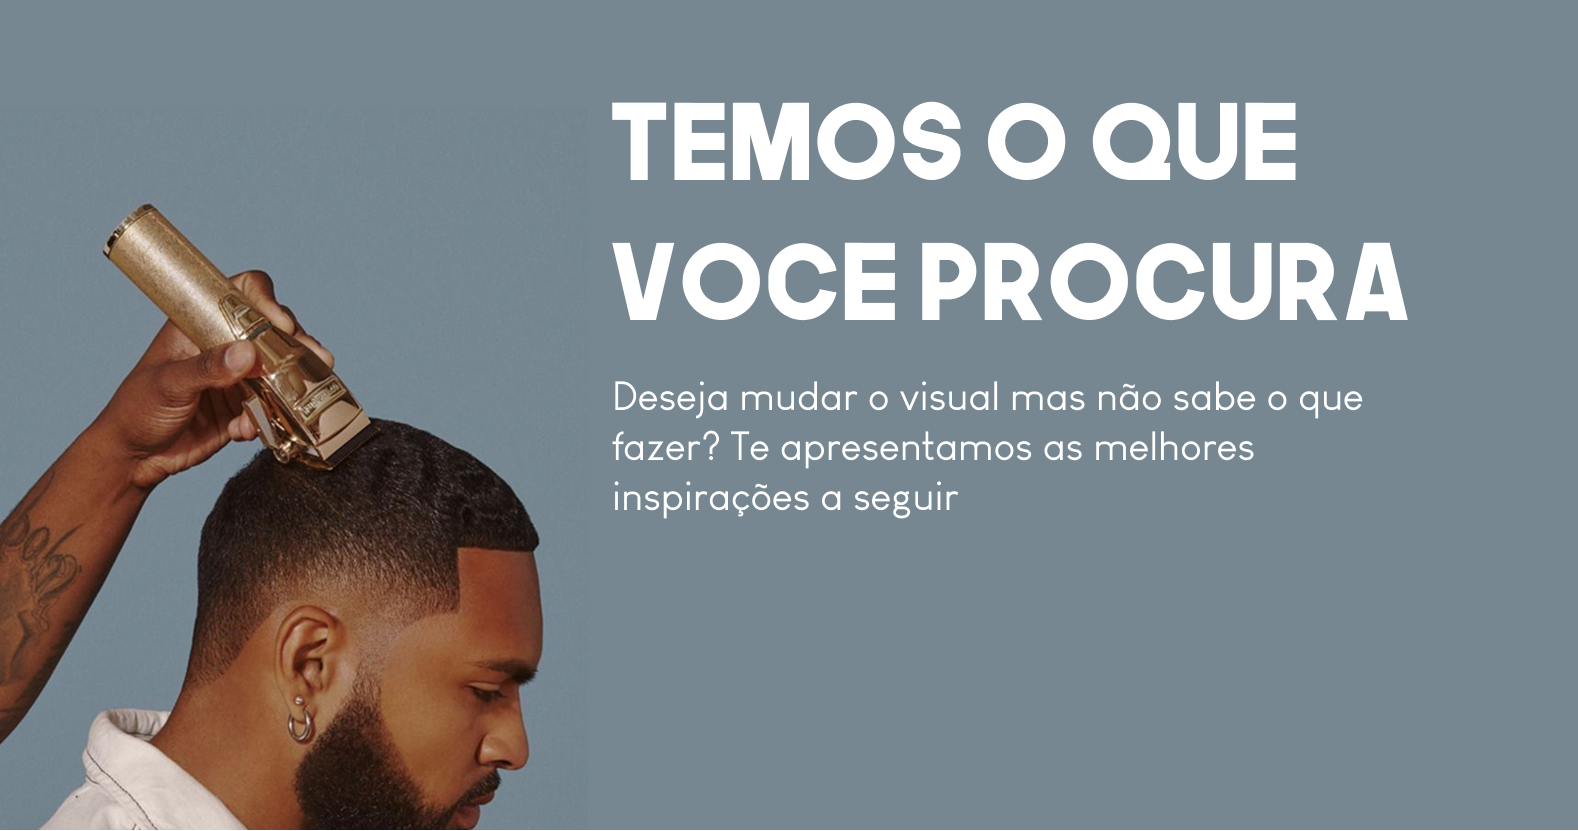 TEMOS O QUE
VOCE PROCURA
Deseja mudar o visual mas não sabe o que
fazer? Te apresentamos as melhores
inspirações a seguir